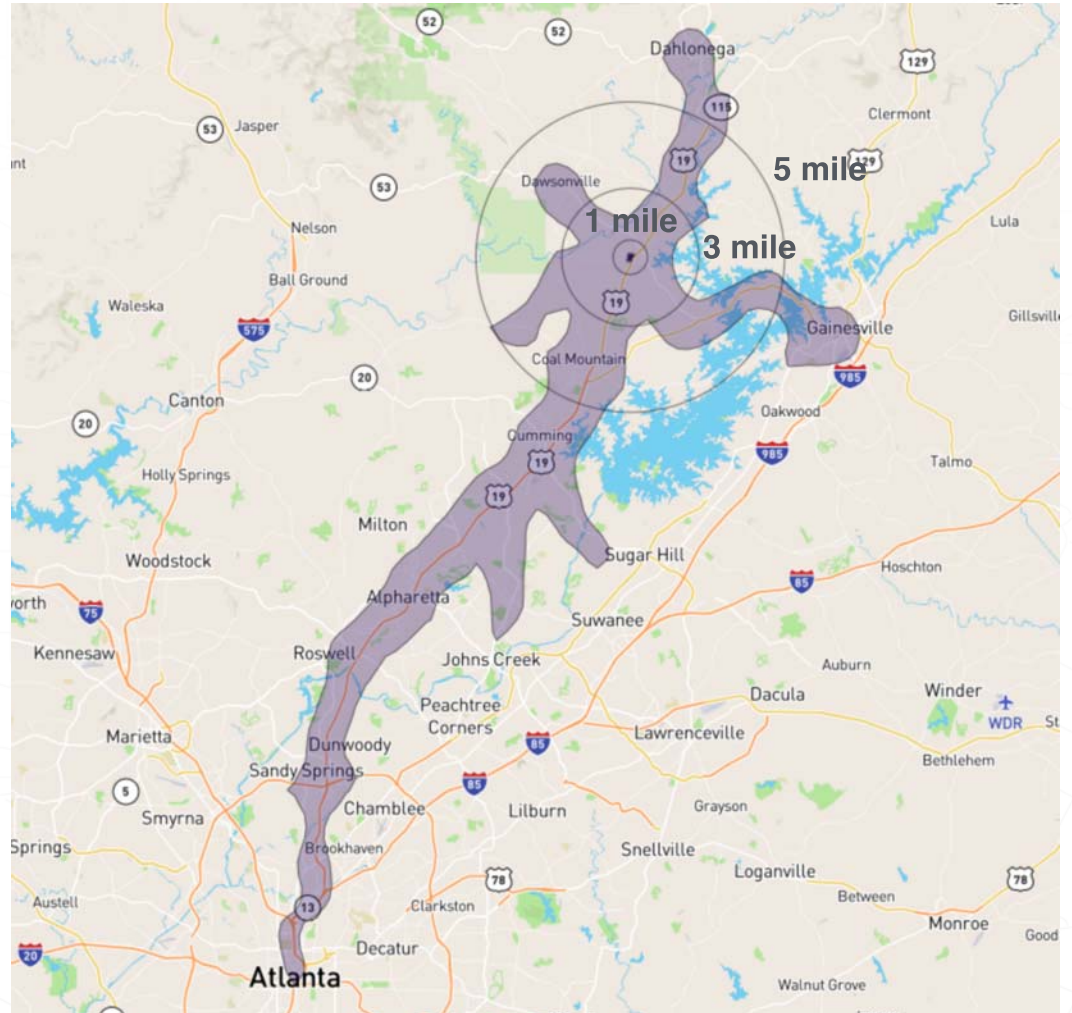 52
52
Dahlonega
129
115
Clermont
53
Jasper
19
5 mile
129
nt
53
Dawsonville
1 mile
Lula
Nelson
3 mile
Ball Ground
19
Waleska
Gillsville
575
Gainesville
Coal Mountain
20
985
Canton
Oakwood
20
Cumming
19
985
Talmo
Holly Springs
19
Milton
Sugar Hill
Woodstock
85
Hoschton
Alpharetta
orth
75
Suwanee
Kennesaw
Roswell
Johns Creek
Auburn
Dacula
Winder
Peachtree
Corners
WDR
St
Marietta
Dunwoody
85
Lawrenceville
Bethlehem
Sandy Springs
85
5
Chamblee
Lilburn
Grayson
Smyrna
Springs
Brookhaven
Snellville
Loganville
78
78
Austell
13
Clarkston
Between
Monroe
Good
20
Decatur
Atlanta
Walnut Grove